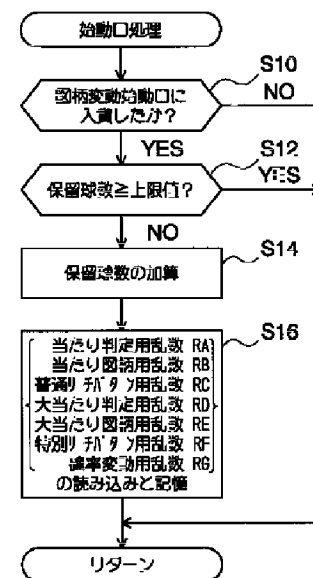 始動口処理
S10
図柄変動始動口に
入賞したか？
NO
YES
S12
保留球数≧上限値？
YES
NO
S14
保留球数の加算
S16
当たり判定用乱数 RA
当たり図柄用乱数 RB
普通リーチパターン用乱数 RC
大当たり判定用乱数 RD
大当たり図柄用乱数 RE
特別リーチパターン用乱数 RF
確率変動用乱数 RG
の読み込みと記憶
リターン